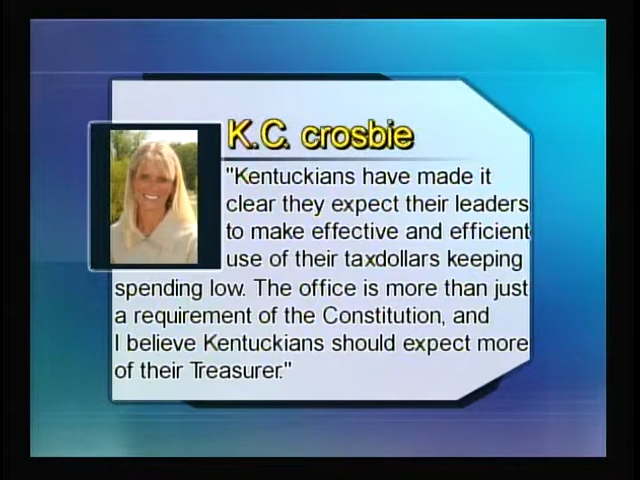 K.C. crosbie
"Kentuckians have made it
clear they expect their leaders
to make effective and efficient
use of their taxdollars keeping
spending low. The office is more than just
a requirement of the Constitution, and
I believe Kentuckians should expect more
of their Treasurer."